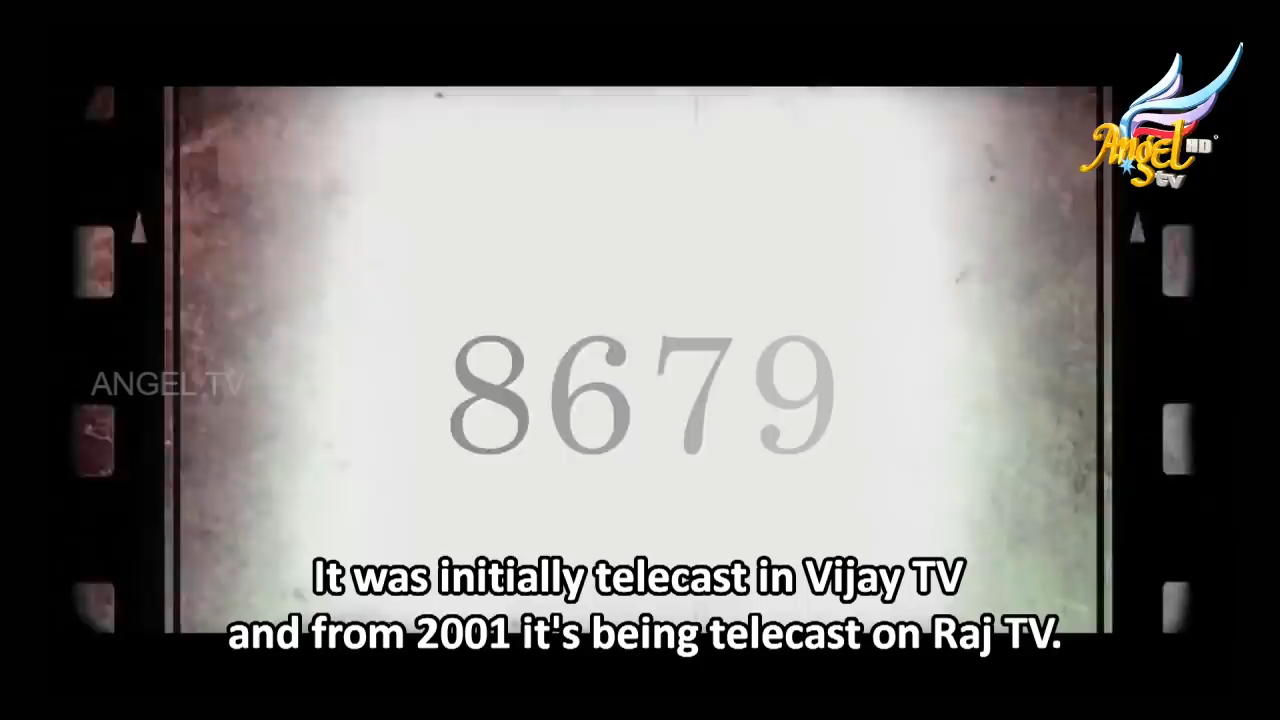 Angel HD
tv
8679
ANGEL TV
It was initially telecast in Vijay TV
and from 2001 it's being telecast on Raj TV.